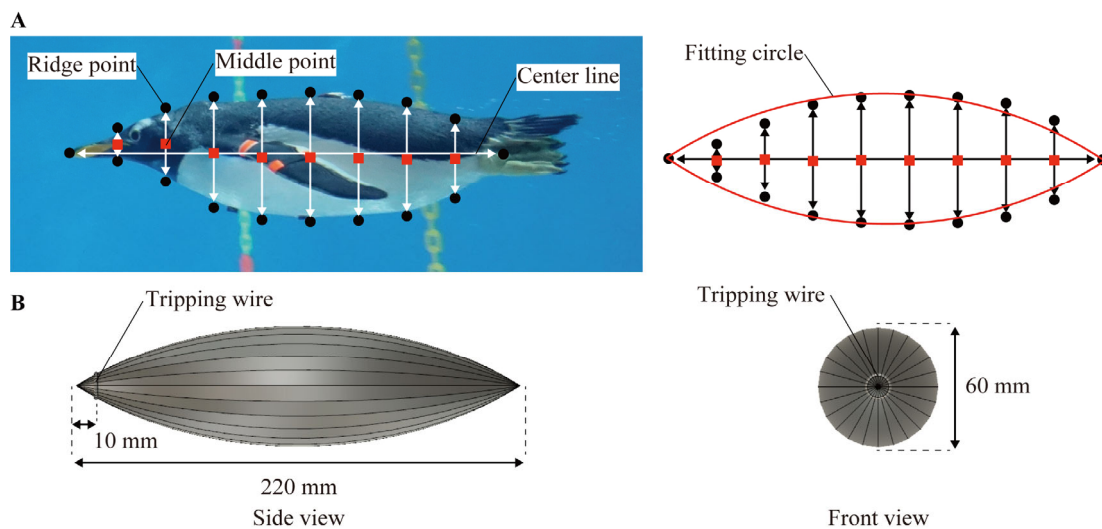 A
Ridge point
Middle point
Center line
Fitting circle
B
Tripping wire
10 mm
220 mm
Side view
Tripping wire
60 mm
Front view